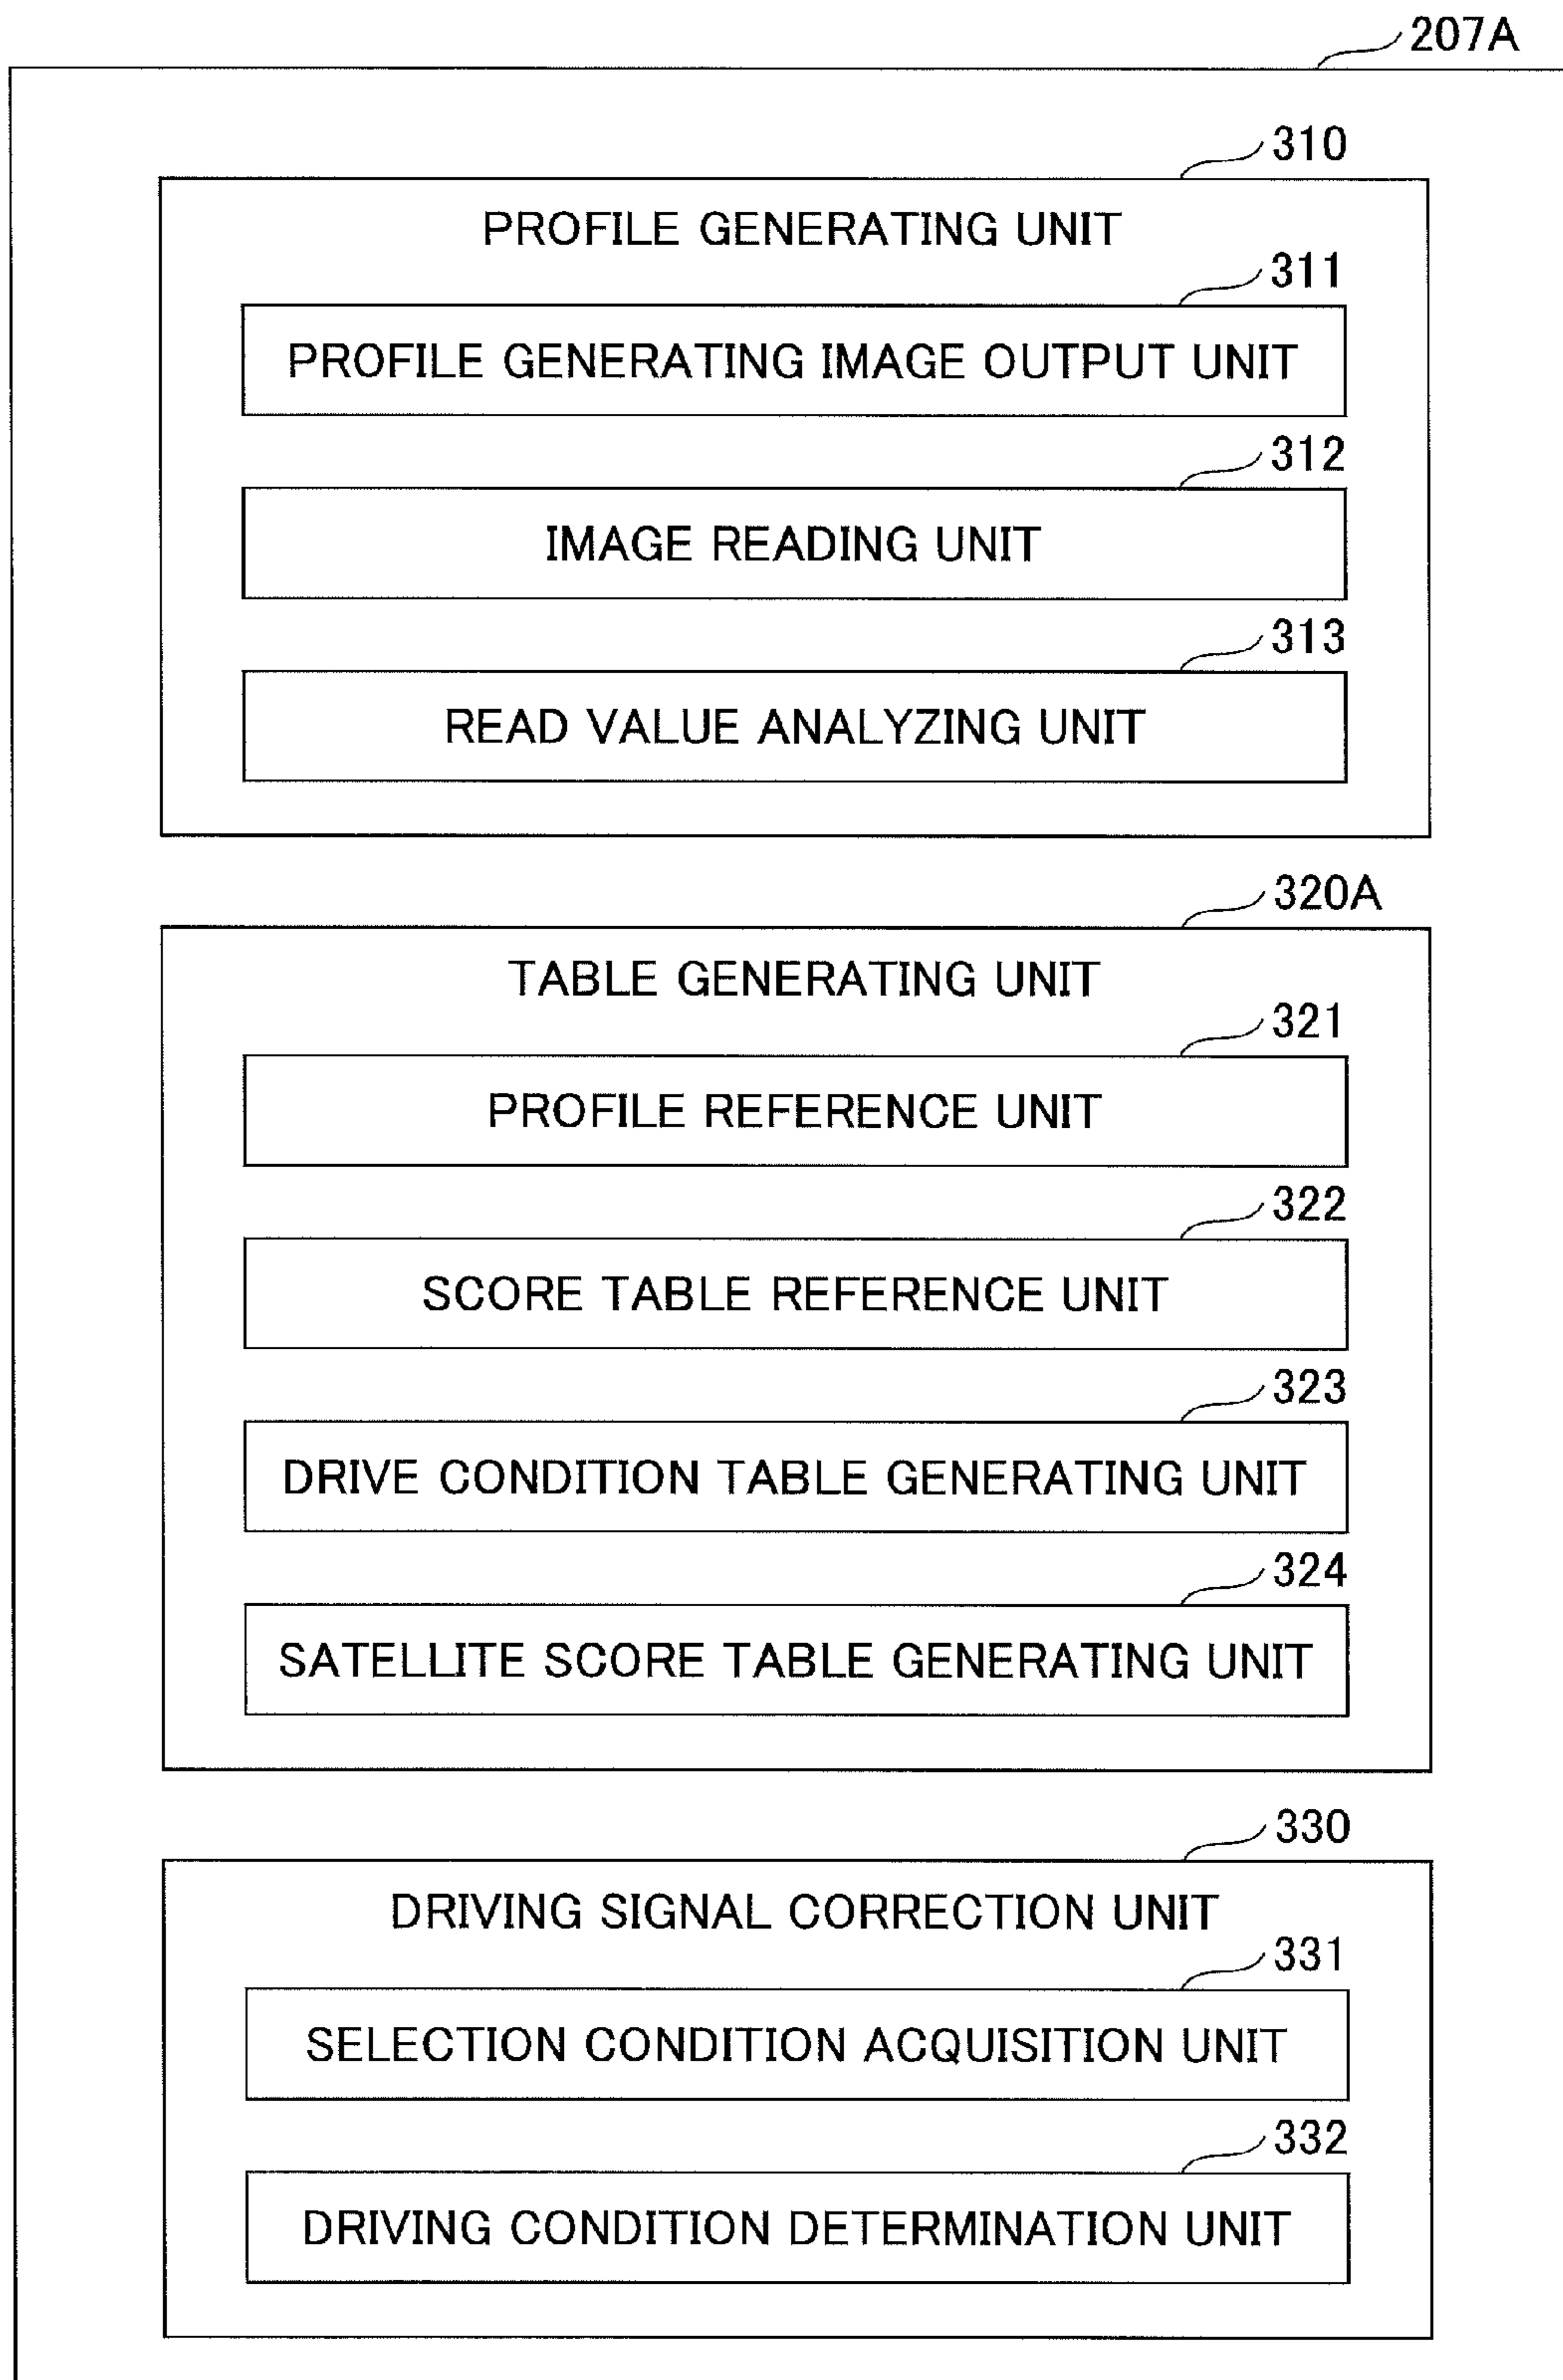 207A
310
PROFILE GENERATING UNIT
311
PROFILE GENERATING IMAGE OUTPUT UNIT
312
IMAGE READING UNIT
313
READ VALUE ANALYZING UNIT
320A
TABLE GENERATING UNIT
321
PROFILE REFERENCE UNIT
322
SCORE TABLE REFERENCE UNIT
323
DRIVE CONDITION TABLE GENERATING UNIT
324
SATELLITE SCORE TABLE GENERATING UNIT
330
DRIVING SIGNAL CORRECTION UNIT
331
SELECTION CONDITION ACQUISITION UNIT
332
DRIVING CONDITION DETERMINATION UNIT